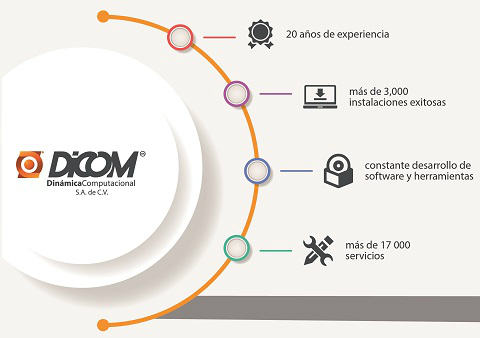 20 años de experiencia
más de 3,000
instalaciones exitosas
DICOM
DinámicaComputacional
S.A. de C.V.
constante desarrollo de
software y herramientas
más de 17 000
servicios